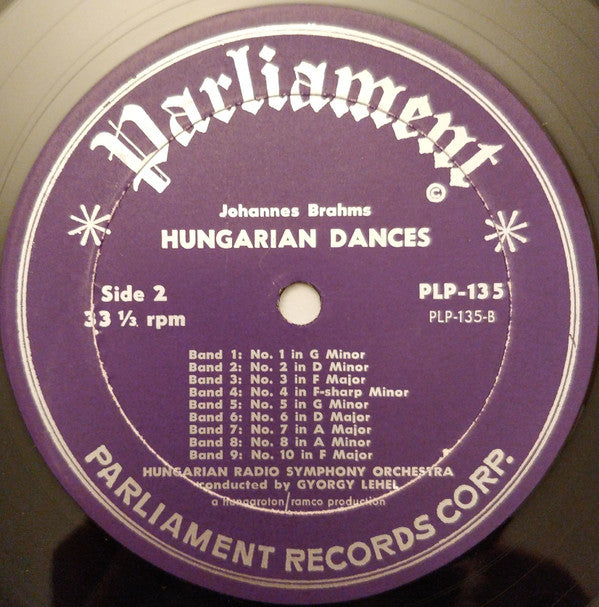 Parliament
©
Johannes Brahms
HUNGARIAN DANCES
Side 2
PLP-135
33 ⅓ rpm
PLP-135-B
Band 1: No. 1 in G Minor
Band 2: No. 2 in D Minor
Band 3: No. 3 in F Major
Band 4: No. 4 in F-sharp Minor
Band 5: No. 5 in G Minor
Band 6: No. 6 in D Major
Band 7: No. 7 in A Major
Band 8: No. 8 in A Minor
Band 9: No. 10 in F Major
HUNGARIAN RADIO SYMPHONY ORCHESTRA
conducted by GYORGY LEHEL
a hungaroton/ramco production
PARLIAMENT RECORDS CORP.